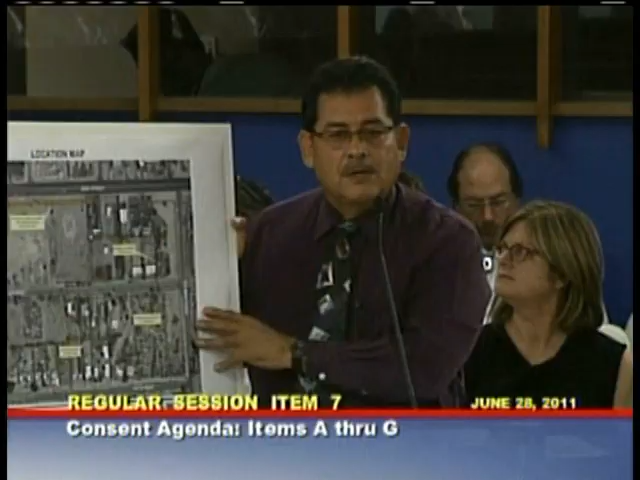 LOCATION MAP
REGULAR SESSION ITEM 7
JUNE 28, 2011
Consent Agenda: Items A thru G